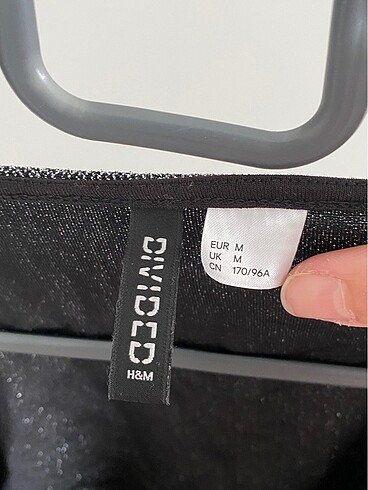 DIVIDED
H&M
EUR M
UK M
CN 170/96A